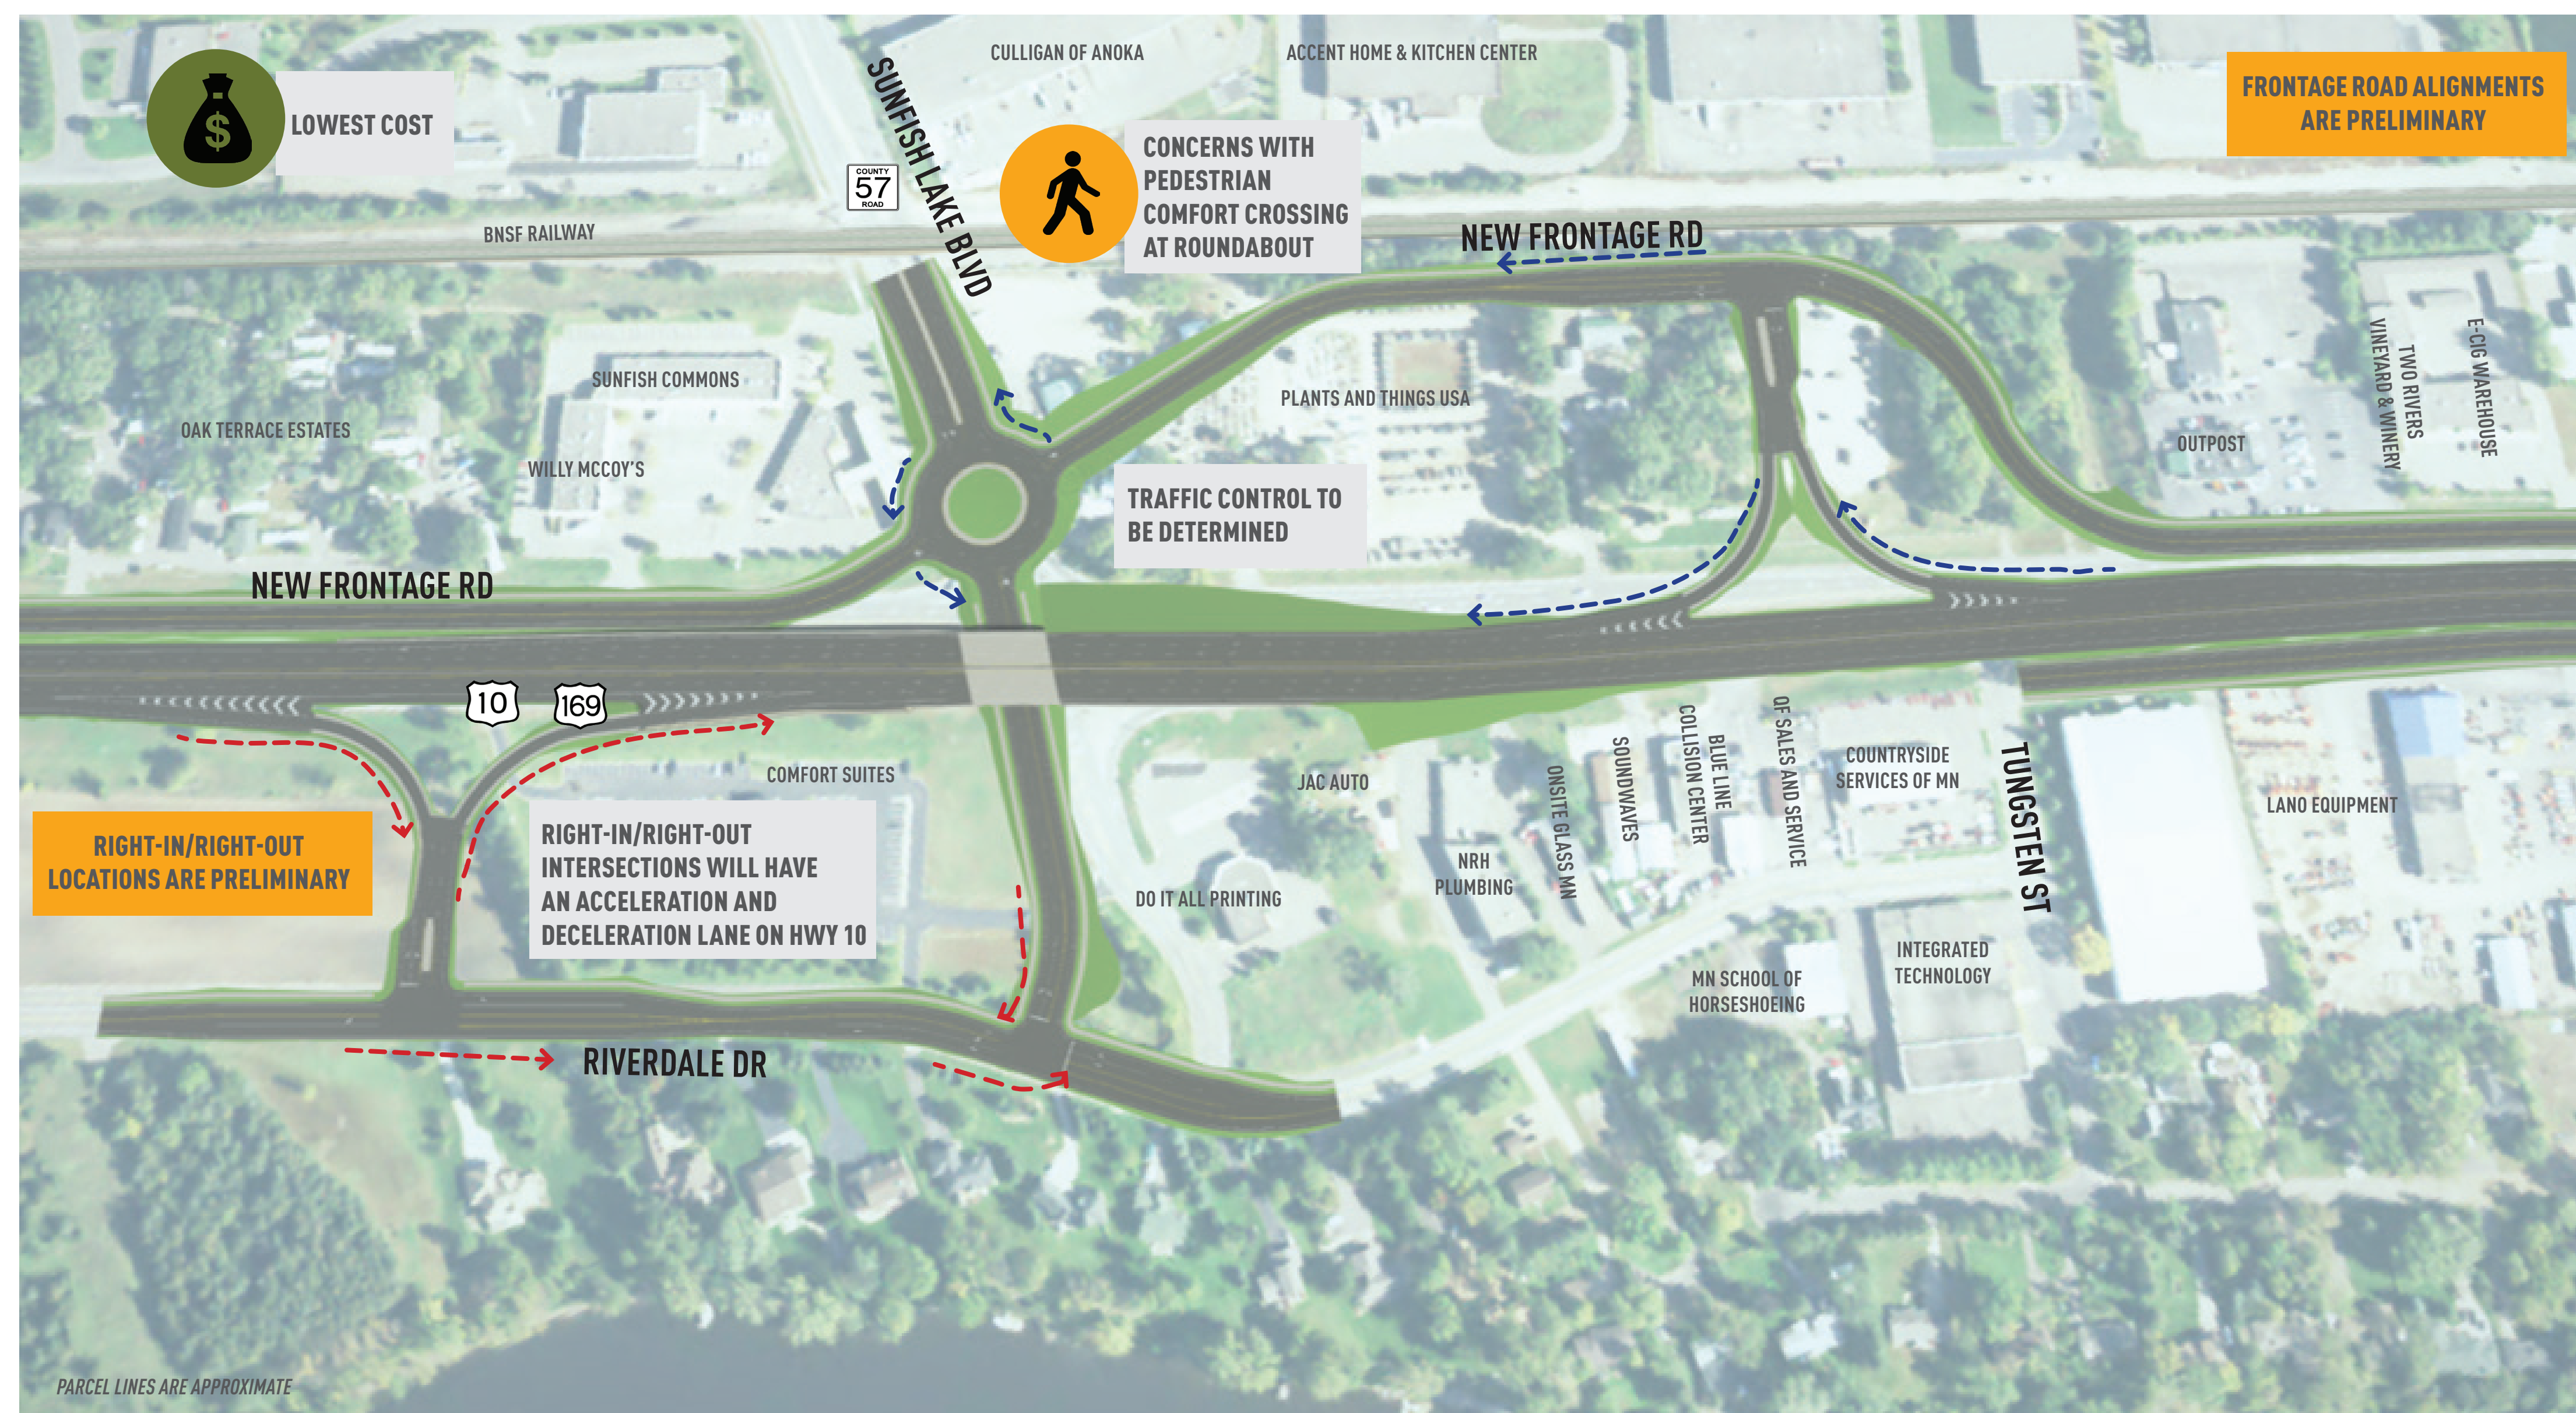 CULLIGAN OF ANOKA
ACCENT HOME & KITCHEN CENTER
FRONTAGE ROAD ALIGNMENTS
ARE PRELIMINARY
$
LOWEST COST
SUNFISH LAKE BLVD
COUNTY
57
ROAD
CONCERNS WITH
PEDESTRIAN
COMFORT CROSSING
AT ROUNDABOUT
BNSF RAILWAY
NEW FRONTAGE RD
SUNFISH COMMONS
OAK TERRACE ESTATES
WILLY MCCOY'S
PLANTS AND THINGS USA
OUTPOST
TWO RIVERS
VINEYARD & WINERY
E-CIG WAREHOUSE
TRAFFIC CONTROL TO
BE DETERMINED
NEW FRONTAGE RD
10
169
COMFORT SUITES
JAC AUTO
ONSITE GLASS MN
SOUNDWAVES
BLUE LINE
COLLISION CENTER
QF SALES AND SERVICE
COUNTRYSIDE
SERVICES OF MN
TUNGSTEN ST
LANO EQUIPMENT
RIGHT-IN/RIGHT-OUT
LOCATIONS ARE PRELIMINARY
RIGHT-IN/RIGHT-OUT
INTERSECTIONS WILL HAVE
AN ACCELERATION AND
DECELERATION LANE ON HWY 10
DO IT ALL PRINTING
NRH
PLUMBING
MN SCHOOL OF
HORSESHOEING
INTEGRATED
TECHNOLOGY
RIVERDALE DR
PARCEL LINES ARE APPROXIMATE